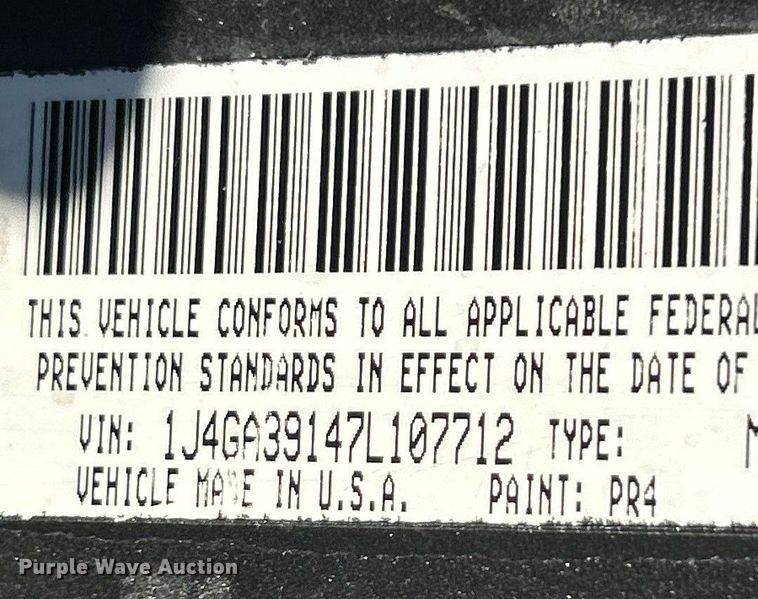 THIS VEHICLE CONFORMS TO ALL APPLICABLE FEDERAL
PREVENTION STANDARDS IN EFFECT ON THE DATE OF
VIN: 1J4GA39147L107712 TYPE: M
VEHICLE MADE IN U.S.A. PAINT: PR4
Purple Wave Auction